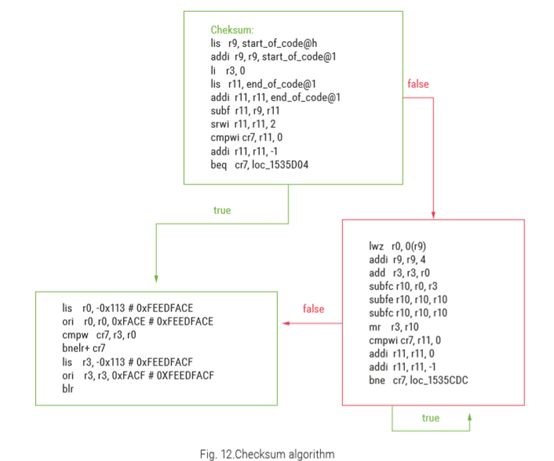 Cheksum:
lis r9, start_of_code@h
addi r9, r9, start_of_code@1
li r3, 0
lis r11, end_of_code@1
addi r11, r11, end_of_code@1
subf r11, r9, r11
srwi r11, r11, 2
cmpwi cr7, r11, 0
addi r11, r11, -1
beq cr7, loc_1535D04
false
true
lwz r0, 0(r9)
addi r9, r9, 4
add r3, r3, r0
subfc r10, r0, r3
subfe r10, r10, r10
subfc r10, r10, r10
mr r3, r10
cmpwi cr7, r11, 0
addi r11, r11, 0
addi r11, r11, -1
bne cr7, loc_1535CDC
false
true
lis r0, -0x113 # 0xFEEDFACE
ori r0, r0, 0xFACE # 0xFEEDFACE
cmpw cr7, r3, r0
bnelr+ cr7
lis r3, -0x113 # 0xFEEDFACF
ori r3, r3, 0xFACF # 0XFEEDFACF
blr
Fig. 12.Checksum algorithm